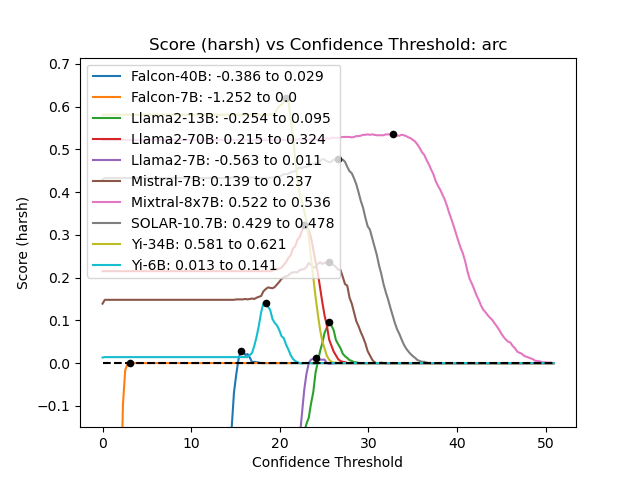 Score (harsh) vs Confidence Threshold: arc
0.7
0.6
0.5
0.4
0.3
0.2
0.1
0.0
−0.1
Score (harsh)
Falcon-40B: -0.386 to 0.029
Falcon-7B: -1.252 to 0.0
Llama2-13B: -0.254 to 0.095
Llama2-70B: 0.215 to 0.324
Llama2-7B: -0.563 to 0.011
Mistral-7B: 0.139 to 0.237
Mixtral-8x7B: 0.522 to 0.536
SOLAR-10.7B: 0.429 to 0.478
Yi-34B: 0.581 to 0.621
Yi-6B: 0.013 to 0.141
0 10 20 30 40 50
Confidence Threshold